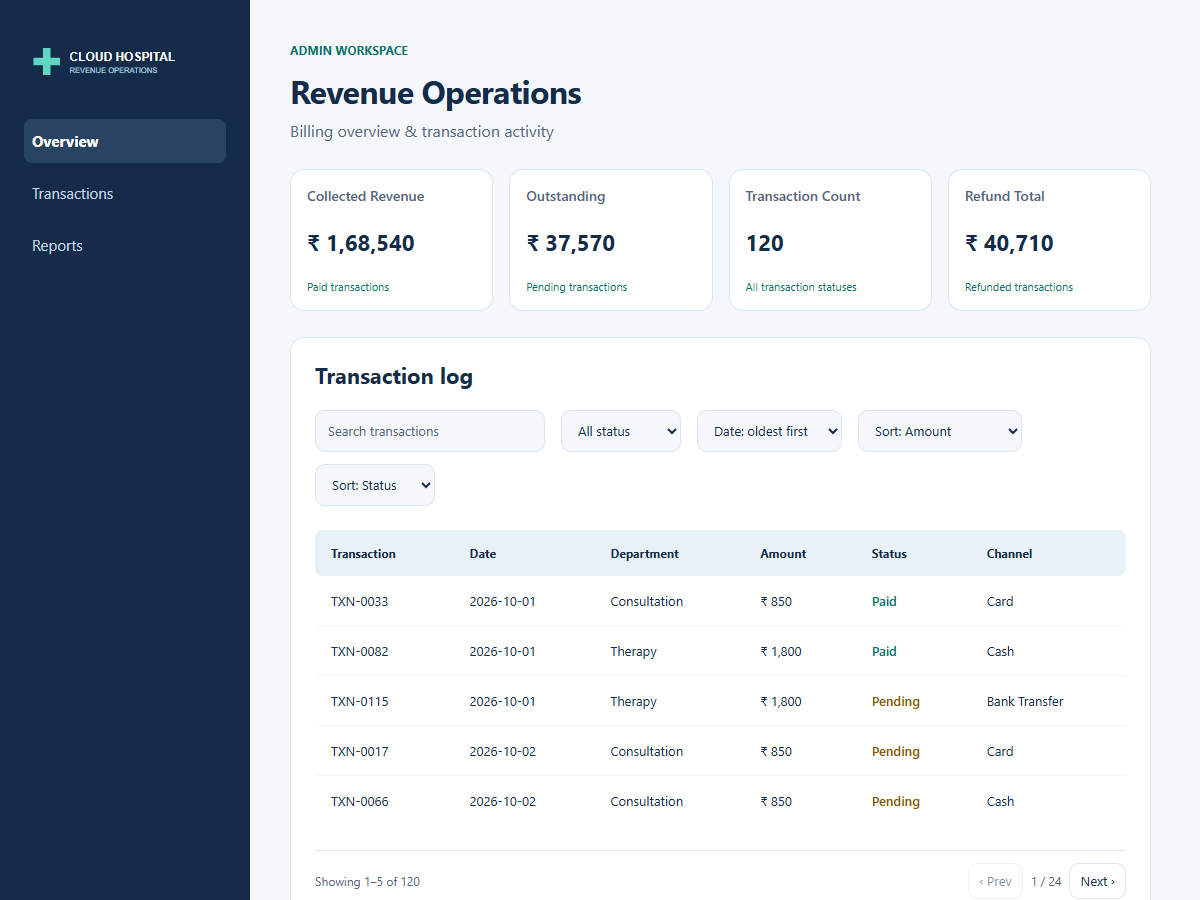 CLOUD HOSPITAL
REVENUE OPERATIONS
Overview
Transactions
Reports
ADMIN WORKSPACE
Revenue Operations
Billing overview & transaction activity
Collected Revenue
₹ 1,68,540
Paid transactions
Outstanding
₹ 37,570
Pending transactions
Transaction Count
120
All transaction statuses
Refund Total
₹ 40,710
Refunded transactions
Transaction log
Search transactions All status Date: oldest first Sort: Amount
Sort: Status
Transaction Date Department Amount Status Channel
TXN-0033 2026-10-01 Consultation ₹ 850 Paid Card
TXN-0082 2026-10-01 Therapy ₹ 1,800 Paid Cash
TXN-0115 2026-10-01 Therapy ₹ 1,800 Pending Bank Transfer
TXN-0017 2026-10-02 Consultation ₹ 850 Pending Card
TXN-0066 2026-10-02 Consultation ₹ 850 Pending Cash
Showing 1–5 of 120 ‹ Prev 1 / 24 Next ›